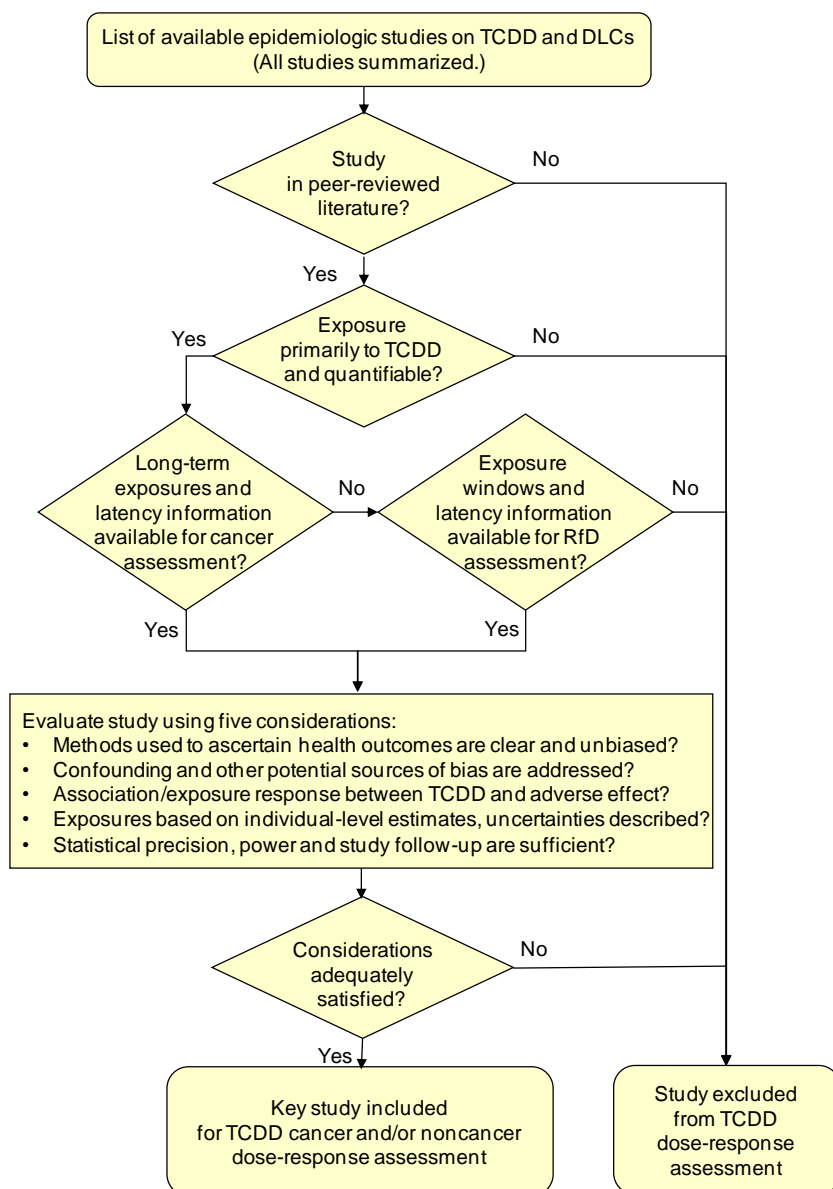 List of available epidemiologic studies on TCDD and DLCs
(All studies summarized.)
Study
in peer-reviewed
literature?
No
Yes
Exposure
primarily to TCDD
and quantifiable?
Yes
No
Long-term
exposures and
latency information
available for cancer
assessment?
No
Exposure
windows and
latency information
available for RfD
assessment?
No
Yes
Yes
Evaluate study using five considerations:
• Methods used to ascertain health outcomes are clear and unbiased?
• Confounding and other potential sources of bias are addressed?
• Association/exposure response between TCDD and adverse effect?
• Exposures based on individual-level estimates, uncertainties described?
• Statistical precision, power and study follow-up are sufficient?
Considerations
adequately
satisfied?
No
Yes
Key study included
for TCDD cancer and/or noncancer
dose-response assessment
Study excluded
from TCDD
dose-response
assessment